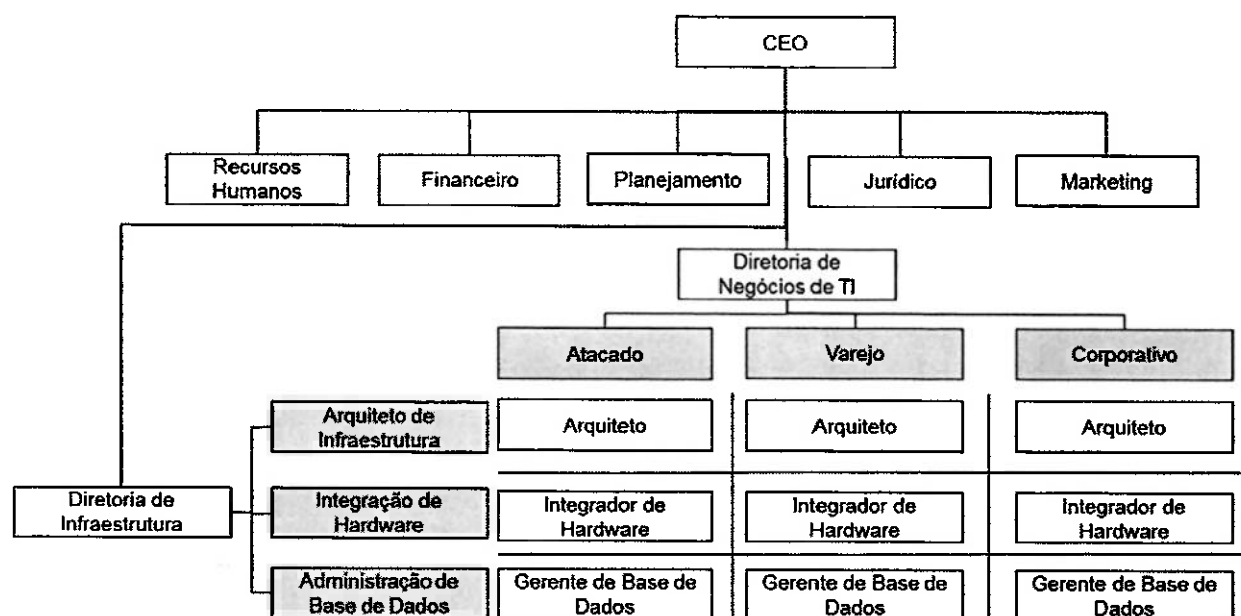 CEO
Recursos
Humanos
Financeiro
Planejamento
Jurídico
Marketing
Diretoria de
Negócios de TI
Atacado
Varejo
Corporativo
Arquiteto de
Infraestrutura
Arquiteto
Arquiteto
Arquiteto
Diretoria de
Infraestrutura
Integração de
Hardware
Integrador de
Hardware
Integrador de
Hardware
Integrador de
Hardware
Administração de
Base de Dados
Gerente de Base de
Dados
Gerente de Base de
Dados
Gerente de Base de
Dados